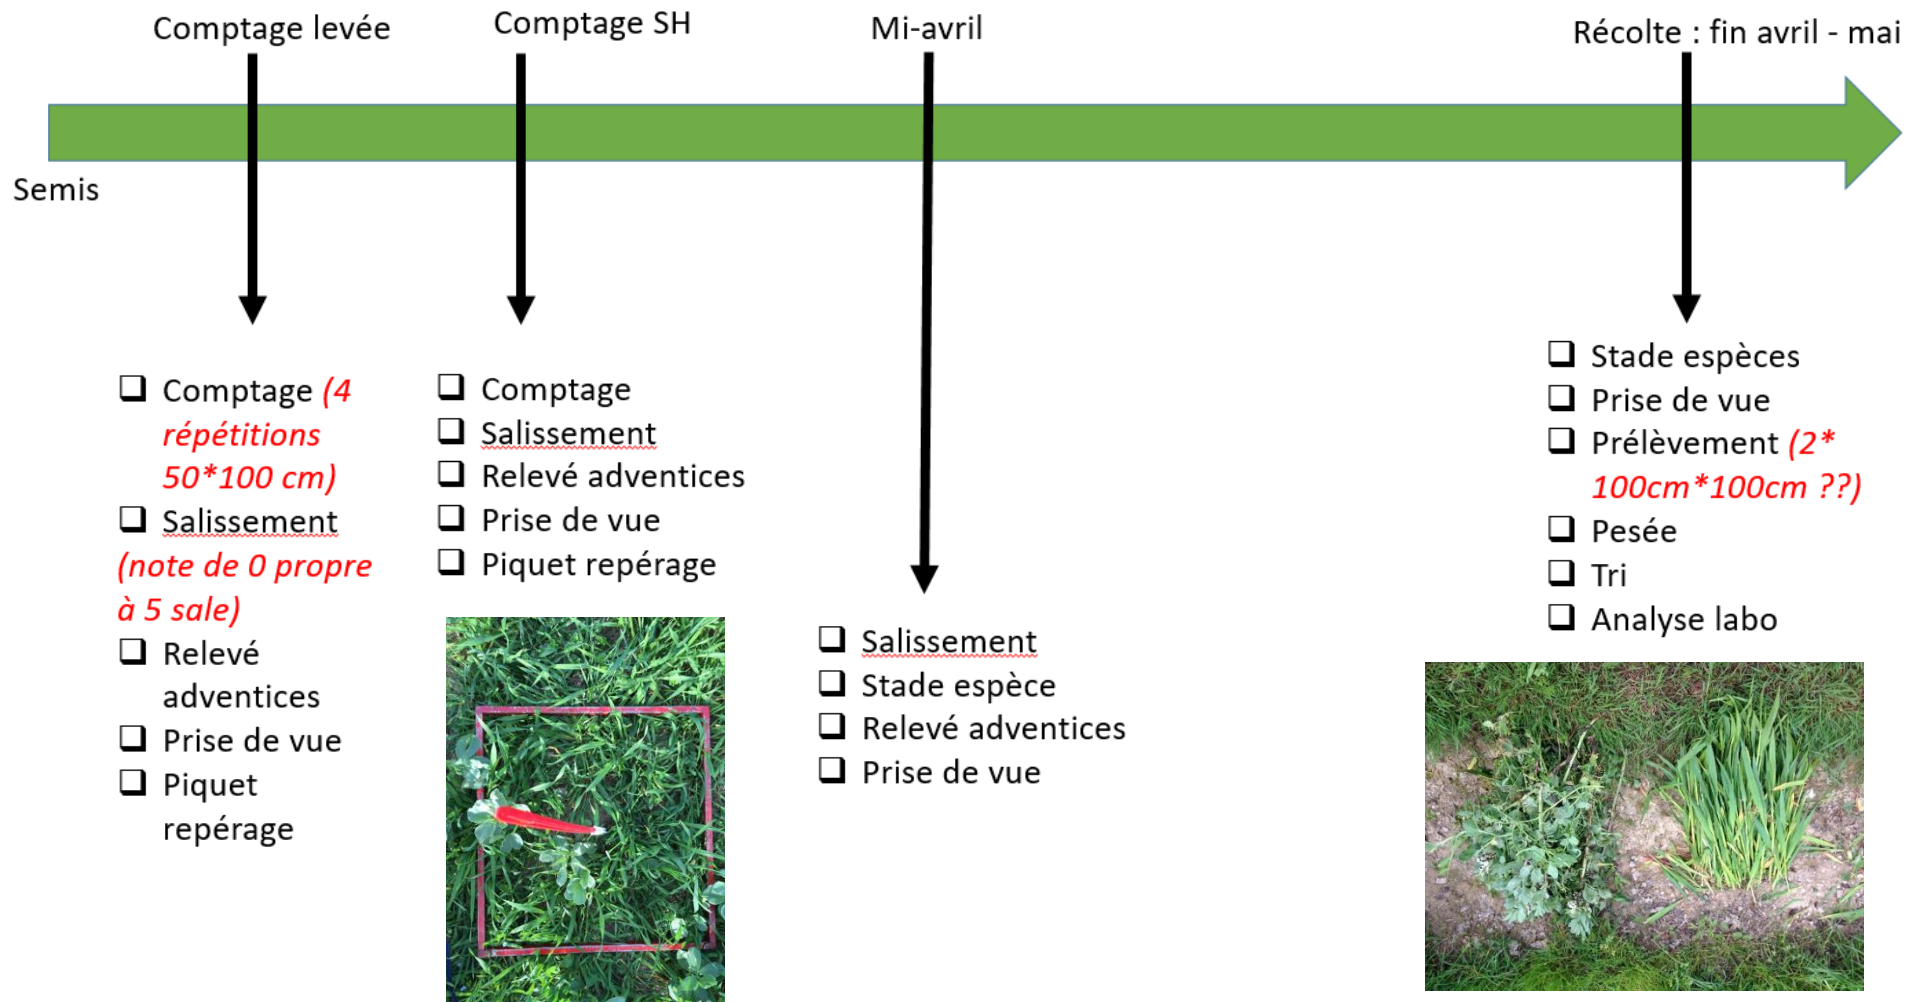 Comptage levée
Comptage SH
Mi-avril
Récolte : fin avril - mai
Semis
Comptage (4
répétitions
50*100 cm)
Salissement
(note de 0 propre
à 5 sale)
Relevé
adventices
Prise de vue
Piquet
repérage
Comptage
Salissement
Relevé adventices
Prise de vue
Piquet repérage
Salissement
Stade espèce
Relevé adventices
Prise de vue
Stade espèces
Prise de vue
Prélèvement (2*
100cm*100cm ??)
Pesée
Tri
Analyse labo